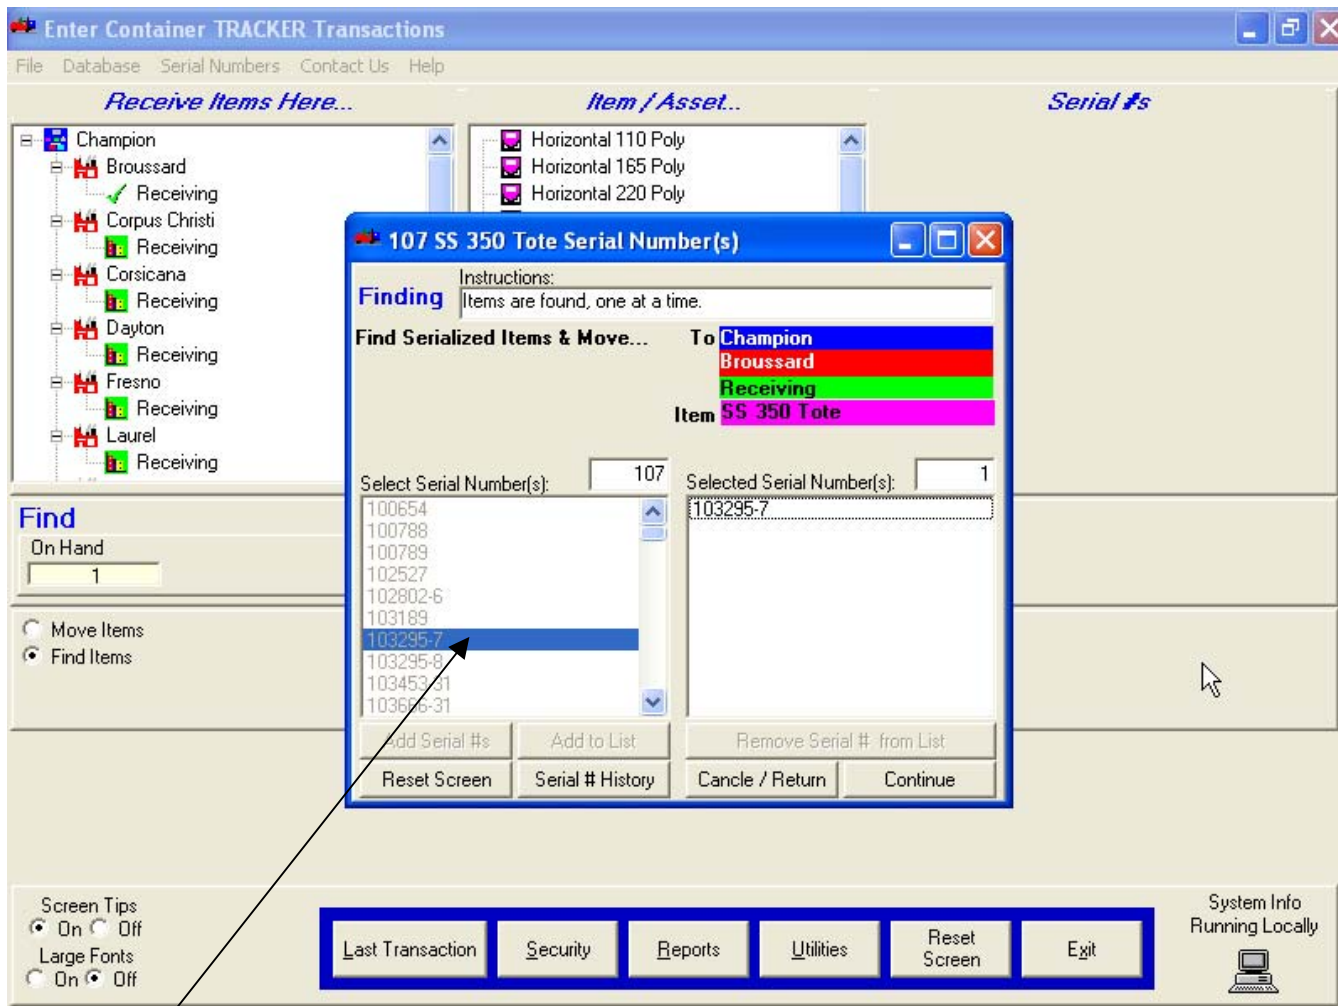 Enter Container TRACKER Transactions
File Database Serial Numbers Contact Us Help
Receive Items Here...
Item / Asset...
Serial #s
Champion
Broussard
Receiving
Corpus Christi
Receiving
Corsicana
Receiving
Dayton
Receiving
Fresno
Receiving
Laurel
Receiving
Horizontal 110 Poly
Horizontal 165 Poly
Horizontal 220 Poly
107 SS 350 Tote Serial Number(s)
Instructions:
Finding
Items are found, one at a time.
Find Serialized Items & Move...
To Champion
Broussard
Receiving
Item SS 350 Tote
Select Serial Number(s): 107
100654
100788
100789
102527
102802-6
103189
103295-7
103295-8
103453-31
103666-31
Selected Serial Number(s): 1
103295-7
Add Serial #s
Add to List
Remove Serial # from List
Reset Screen
Serial # History
Cancle / Return
Continue
Find
On Hand
1
Move Items
Find Items
Screen Tips
On Off
Large Fonts
On Off
Last Transaction
Security
Reports
Utilities
Reset
Screen
Exit
System Info
Running Locally